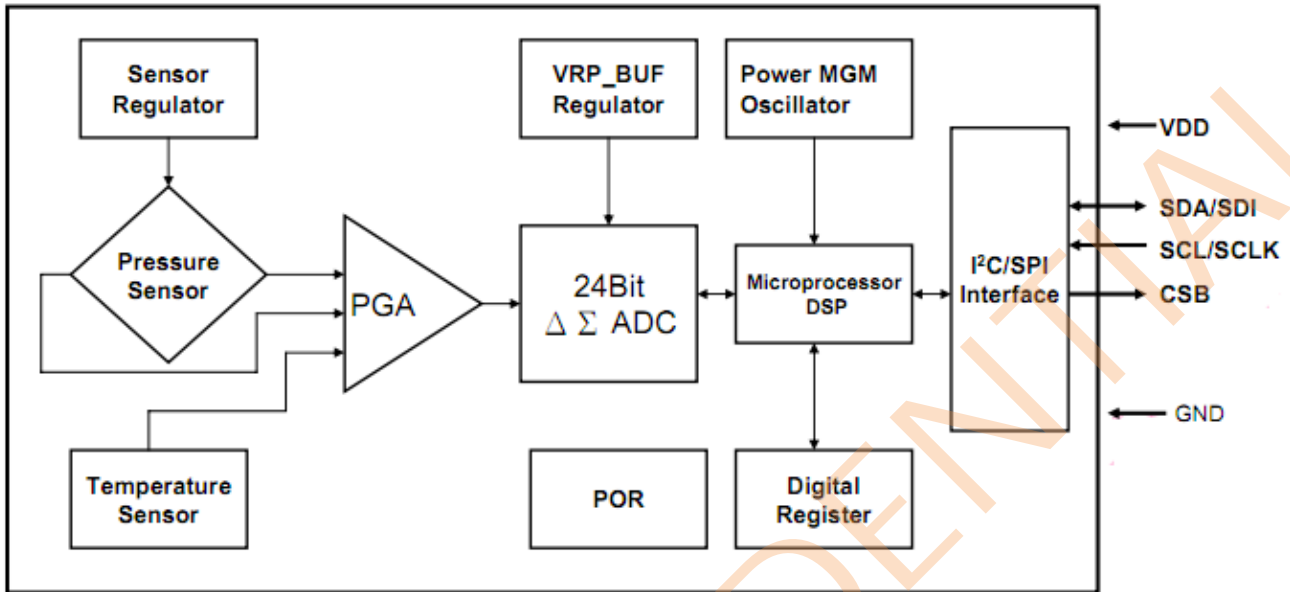 Sensor
Regulator
VRP_BUF
Regulator
Power MGM
Oscillator
VDD
SDA/SDI
SCL/SCLK
CSB
GND
Pressure
Sensor
PGA
24Bit
Δ Σ ADC
Microprocessor
DSP
I²C/SPI
Interface
Temperature
Sensor
POR
Digital
Register
DENTIAL